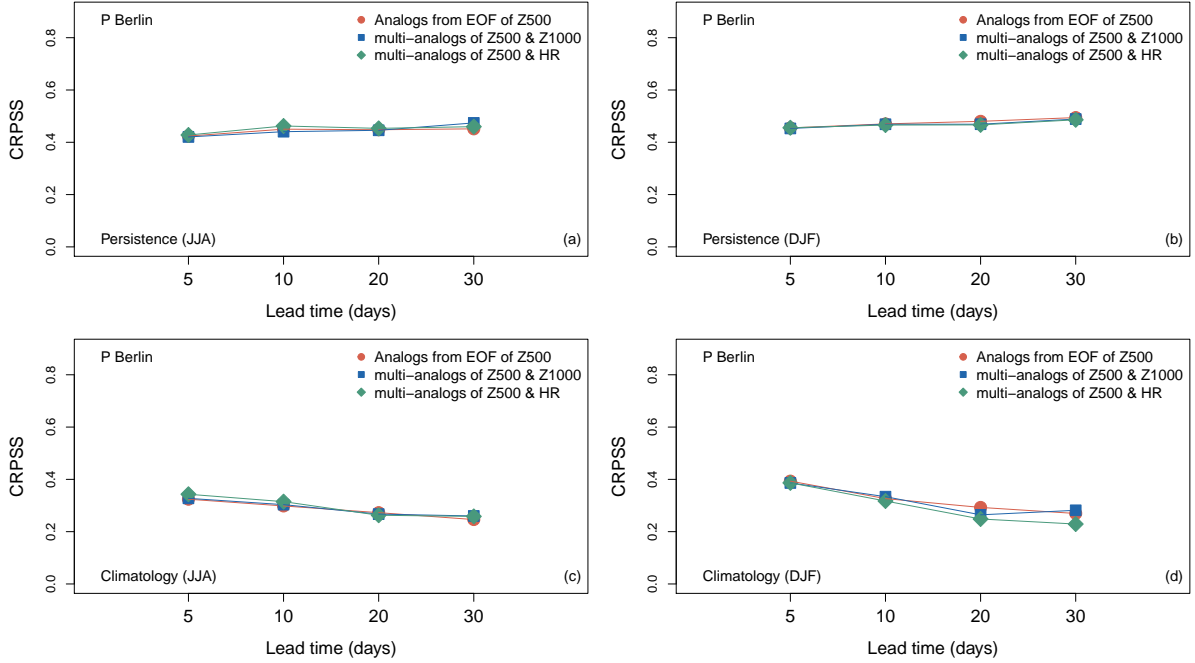 P Berlin
Analogs from EOF of Z500
multi−analogs of Z500 & Z1000
multi−analogs of Z500 & HR
0.8
0.6
0.4
0.2
0.0
CRPSS
Persistence (JJA)
(a)
5 10 20 30
Lead time (days)
P Berlin
Analogs from EOF of Z500
multi−analogs of Z500 & Z1000
multi−analogs of Z500 & HR
0.8
0.6
0.4
0.2
0.0
CRPSS
Persistence (DJF)
(b)
5 10 20 30
Lead time (days)
P Berlin
Analogs from EOF of Z500
multi−analogs of Z500 & Z1000
multi−analogs of Z500 & HR
0.8
0.6
0.4
0.2
0.0
CRPSS
Climatology (JJA)
(c)
5 10 20 30
Lead time (days)
P Berlin
Analogs from EOF of Z500
multi−analogs of Z500 & Z1000
multi−analogs of Z500 & HR
0.8
0.6
0.4
0.2
0.0
CRPSS
Climatology (DJF)
(d)
5 10 20 30
Lead time (days)